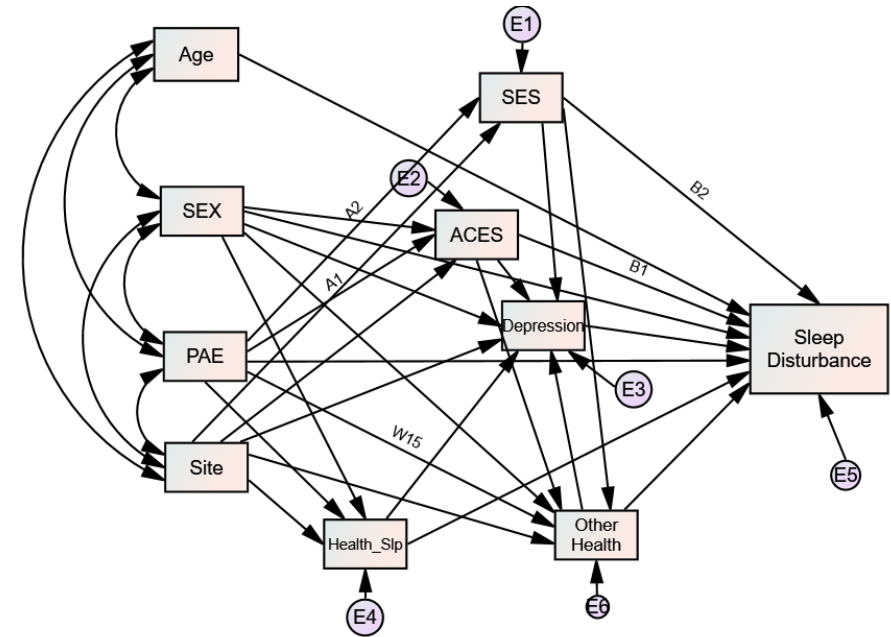 E1
Age
SES
E2
B2
SEX
A2
ACES
B1
A1
Depression
Sleep
Disturbance
PAE
E3
W15
Site
E5
Health_Slp
Other
Health
E4
E6